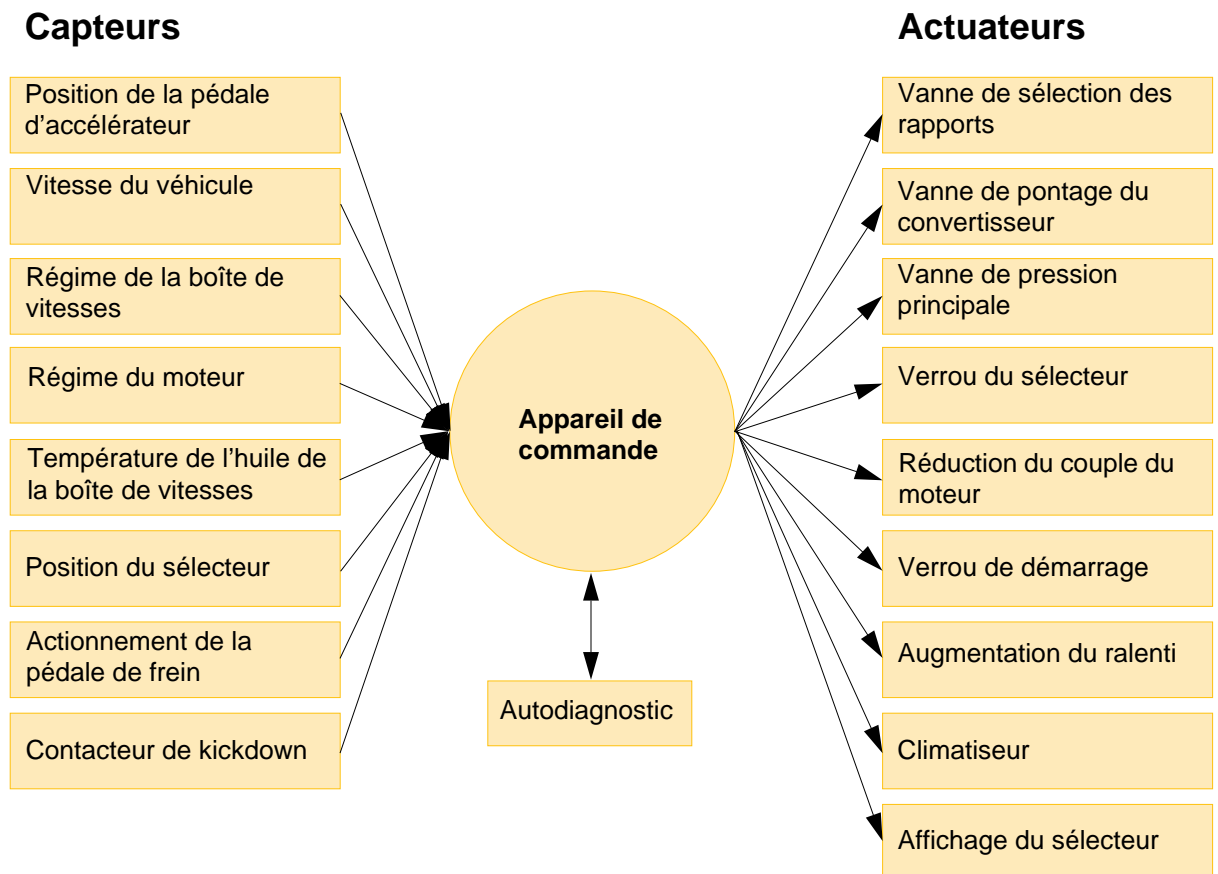 Capteurs
Position de la pédale
d’accélérateur
Vitesse du véhicule
Régime de la boîte de
vitesses
Régime du moteur
Température de l’huile de
la boîte de vitesses
Position du sélecteur
Actionnement de la
pédale de frein
Contacteur de kickdown
Appareil de
commande
Autodiagnostic
Actuateurs
Vanne de sélection des
rapports
Vanne de pontage du
convertisseur
Vanne de pression
principale
Verrou du sélecteur
Réduction du couple du
moteur
Verrou de démarrage
Augmentation du ralenti
Climatiseur
Affichage du sélecteur